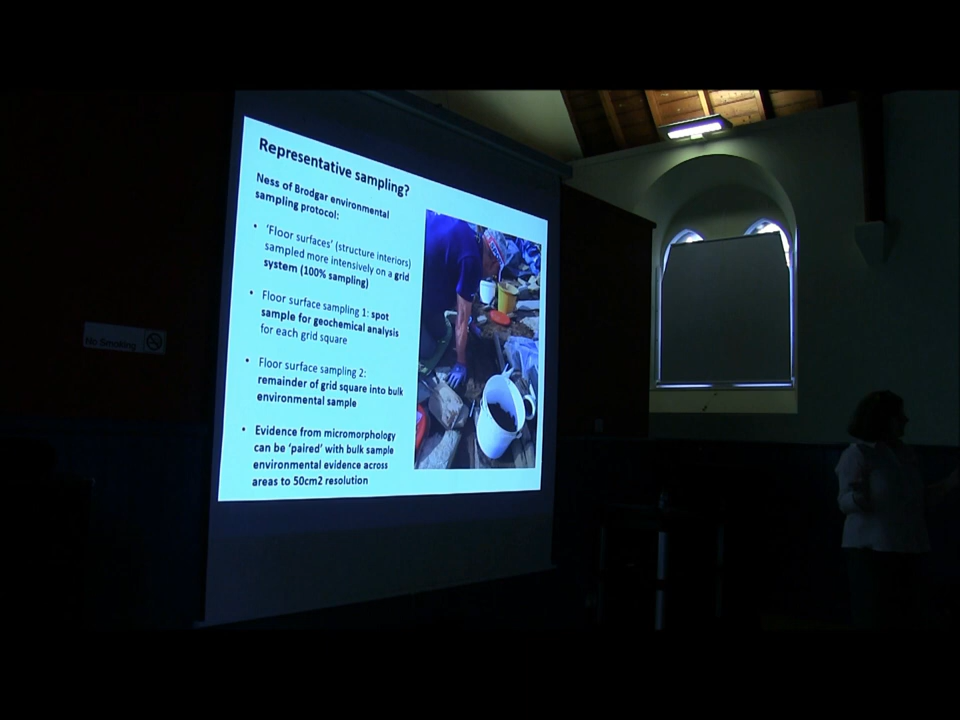 Representative sampling?
Ness of Brodgar environmental
sampling protocol:
• 'Floor surfaces' (structure interiors)
sampled more intensively on a grid
system (100% sampling)
• Floor surface sampling 1: spot
sample for geochemical analysis
for each grid square
• Floor surface sampling 2:
remainder of grid square into bulk
environmental sample
• Evidence from micromorphology
can be 'paired' with bulk sample
environmental evidence across
areas to 50cm2 resolution
No Smoking